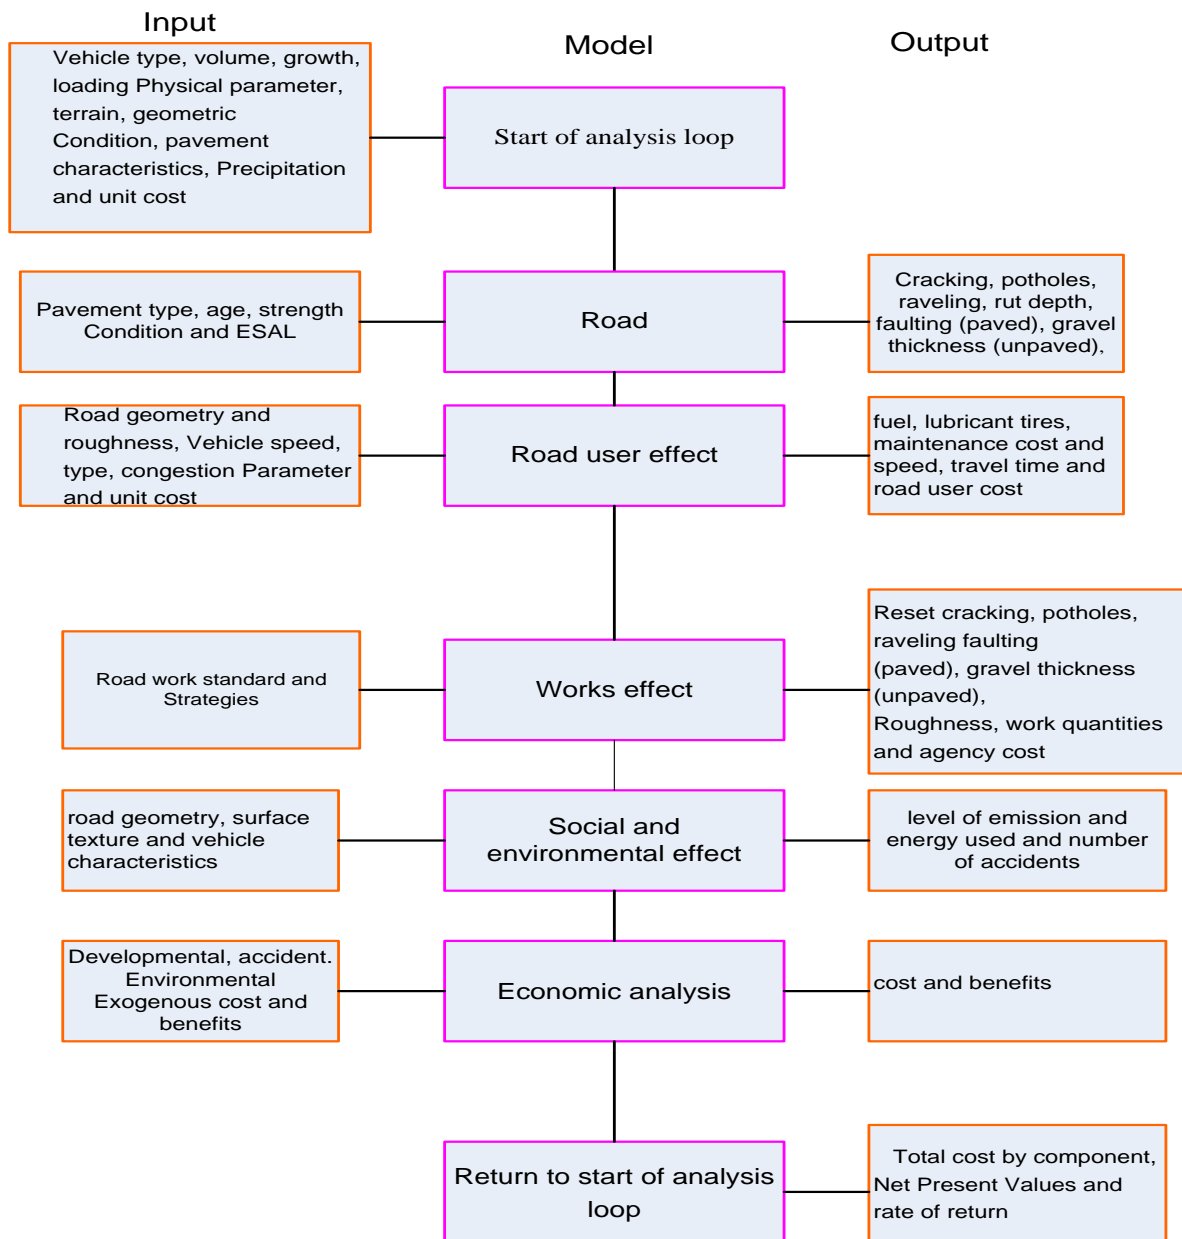 Input
Model
Output
Vehicle type, volume, growth,
loading Physical parameter,
terrain, geometric
Condition, pavement
characteristics, Precipitation
and unit cost
Start of analysis loop
Pavement type, age, strength
Condition and ESAL
Road
Cracking, potholes,
raveling, rut depth,
faulting (paved), gravel
thickness (unpaved),
Road geometry and
roughness, Vehicle speed,
type, congestion Parameter
and unit cost
Road user effect
fuel, lubricant tires,
maintenance cost and
speed, travel time and
road user cost
Road work standard and
Strategies
Works effect
Reset cracking, potholes,
raveling faulting
(paved), gravel thickness
(unpaved),
Roughness, work quantities
and agency cost
road geometry, surface
texture and vehicle
characteristics
Social and
environmental effect
level of emission and
energy used and number
of accidents
Developmental, accident.
Environmental
Exogenous cost and
benefits
Economic analysis
cost and benefits
Return to start of analysis
loop
Total cost by component,
Net Present Values and
rate of return